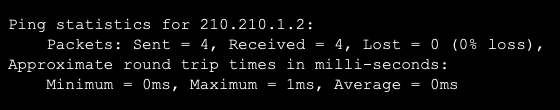 Ping statistics for 210.210.1.2:
    Packets: Sent = 4, Received = 4, Lost = 0 (0% loss),
Approximate round trip times in milli-seconds:
    Minimum = 0ms, Maximum = 1ms, Average = 0ms